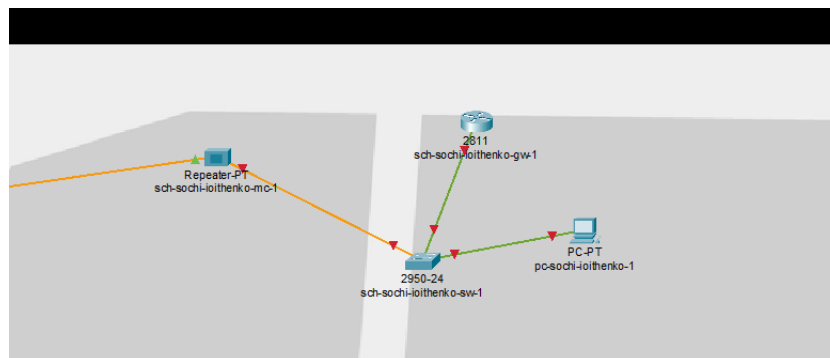 2811
sch-sochi-ioithenko-gw-1
Repeater-PT
sch-sochi-ioithenko-mc-1
PC-PT
pc-sochi-ioithenko-1
2950-24
sch-sochi-ioithenko-sw-1